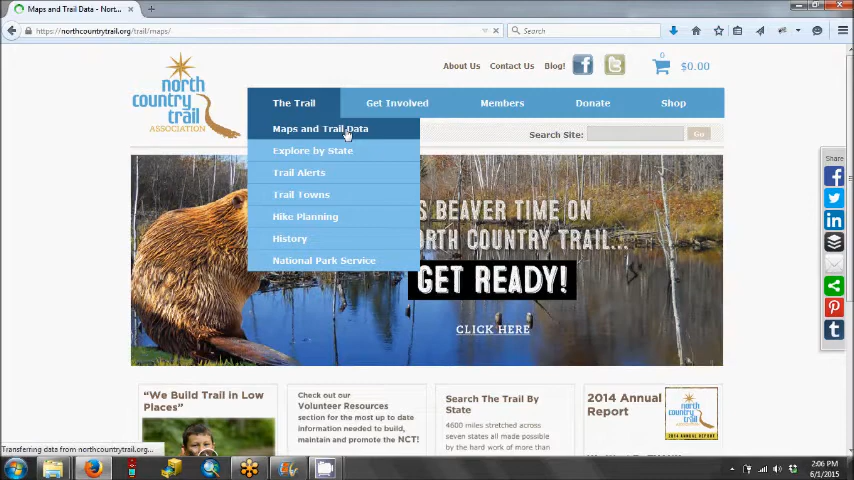 Maps and Trail Data - Nort...
https://northcountrytrail.org/trail/maps/
Search
north
country
trail
ASSOCIATION
About Us
Contact Us
Blog!
0
$0.00
The Trail
Get Involved
Members
Donate
Shop
Maps and Trail Data
Explore by State
Trail Alerts
Trail Towns
Hike Planning
History
National Park Service
Search Site:
Go
S BEAVER TIME ON
ORTH COUNTRY TRAIL...
GET READY!
CLICK HERE
Share
"We Build Trail in Low
Places"
Check out our
Volunteer Resources
section for the most up to date
information needed to build,
maintain and promote the NCT!
Search The Trail By
State
4600 miles stretched across
seven states all made possible
by the hard work of more than
2014 Annual
Report
north
country
trail
2014 ANNUAL REPORT
Transferring data from northcountrytrail.org...
2:06 PM
6/1/2015